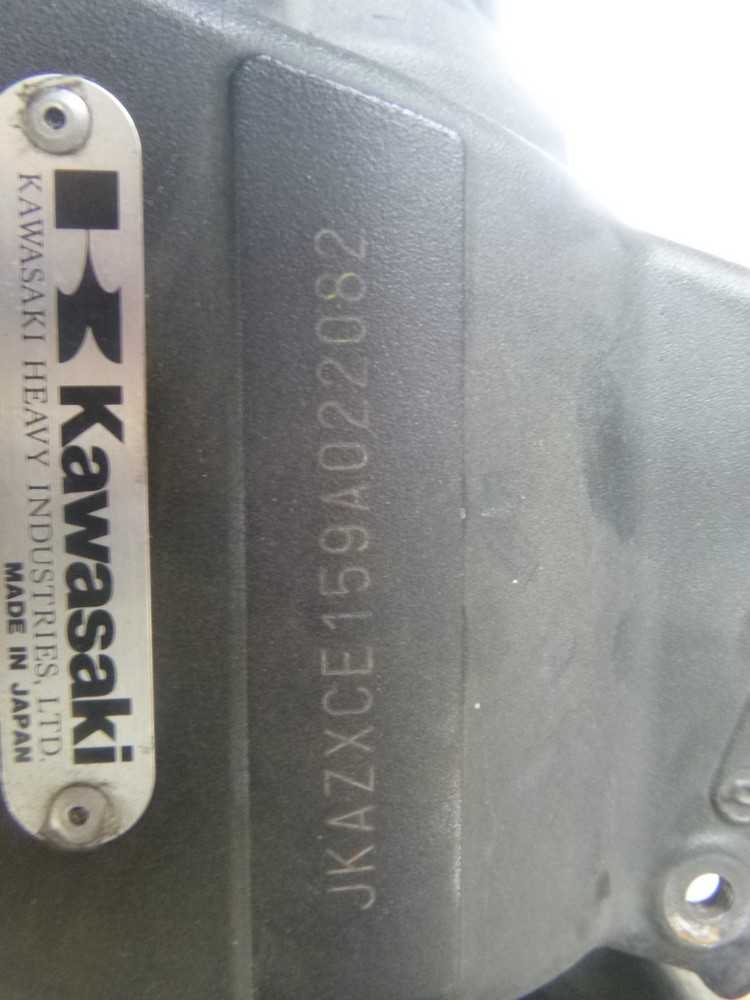 Kawasaki
KAWASAKI HEAVY INDUSTRIES, LTD.
MADE IN JAPAN
JKAZXCE159A022082